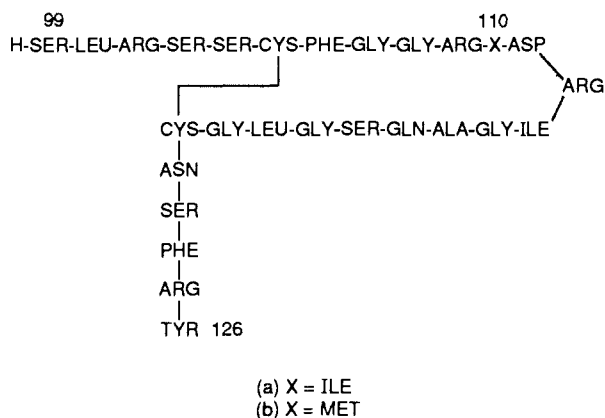 99 110
H-SER-LEU-ARG-SER-SER-CYS-PHE-GLY-GLY-ARG-X-ASP
ARG
CYS-GLY-LEU-GLY-SER-GLN-ALA-GLY-ILE
ASN
SER
PHE
ARG
TYR 126
(a) X = ILE
(b) X = MET